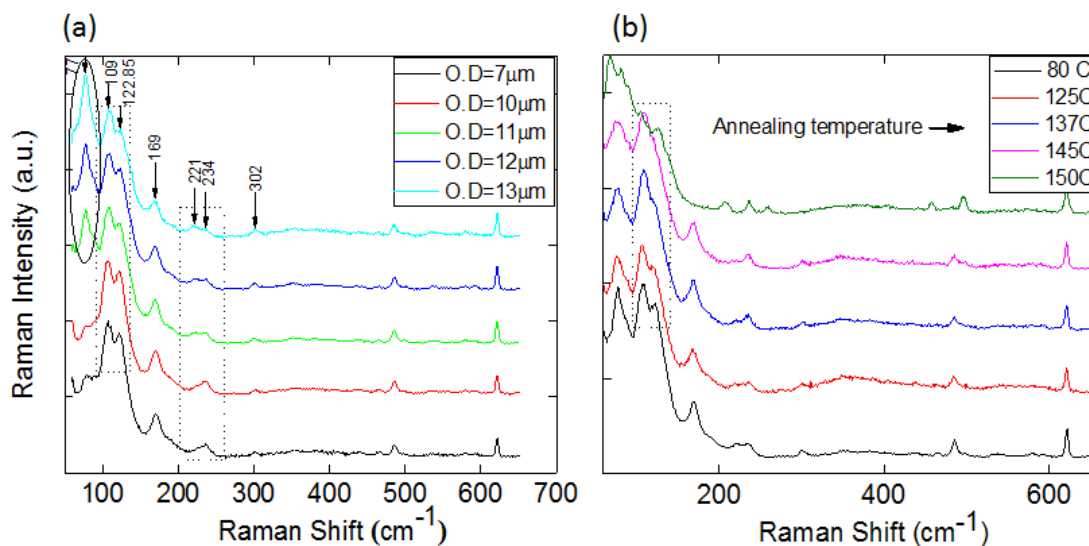 (a)
(b)
109
122.85
169
221
234
302
O.D=7μm
O.D=10μm
O.D=11μm
O.D=12μm
O.D=13μm
Raman Intensity (a.u.)
100 200 300 400 500 600 700
Raman Shift (cm⁻¹)
Annealing temperature
80
125C
137C
145C
150C
200 400 600
Raman Shift (cm⁻¹)